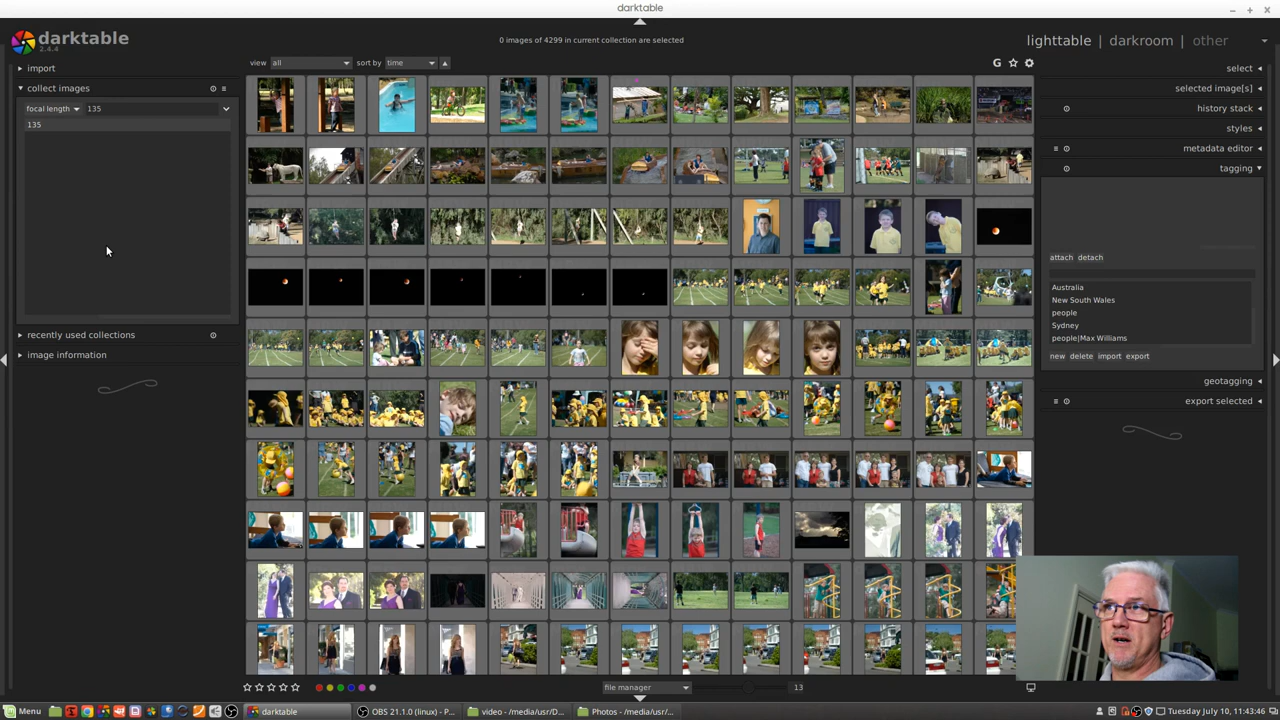 darktable
darktable
2.4.4
0 images of 4299 in current collection are selected
lighttable | darkroom | other
import
view all sort by time
G
select
collect images
selected image[s]
focal length 135
history stack
135
styles
metadata editor
tagging
attach detach
Australia
New South Wales
people
Sydney
people|Max Williams
new delete import export
recently used collections
image information
geotagging
export selected
file manager 13
Menu
darktable
OBS 21.1.0 (linux) - P...
video - /media/usr/D...
Photos - /media/usr/...
Tuesday July 10, 11:43:46